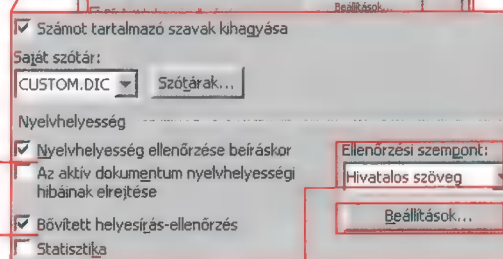 Beállítások...
Számot tartalmazó szavak kihagyása
Saját szótár:
CUSTOM.DIC
Szótárak...
Nyelvhelyesség
Nyelvhelyesség ellenőrzése beíráskor
Ellenőrzési szempont:
Az aktív dokumentum nyelvhelyességi
hibáinak elrejtése
Hivatalos szöveg
Bővített helyesírás-ellenőrzés
Beállítások...
Statisztika